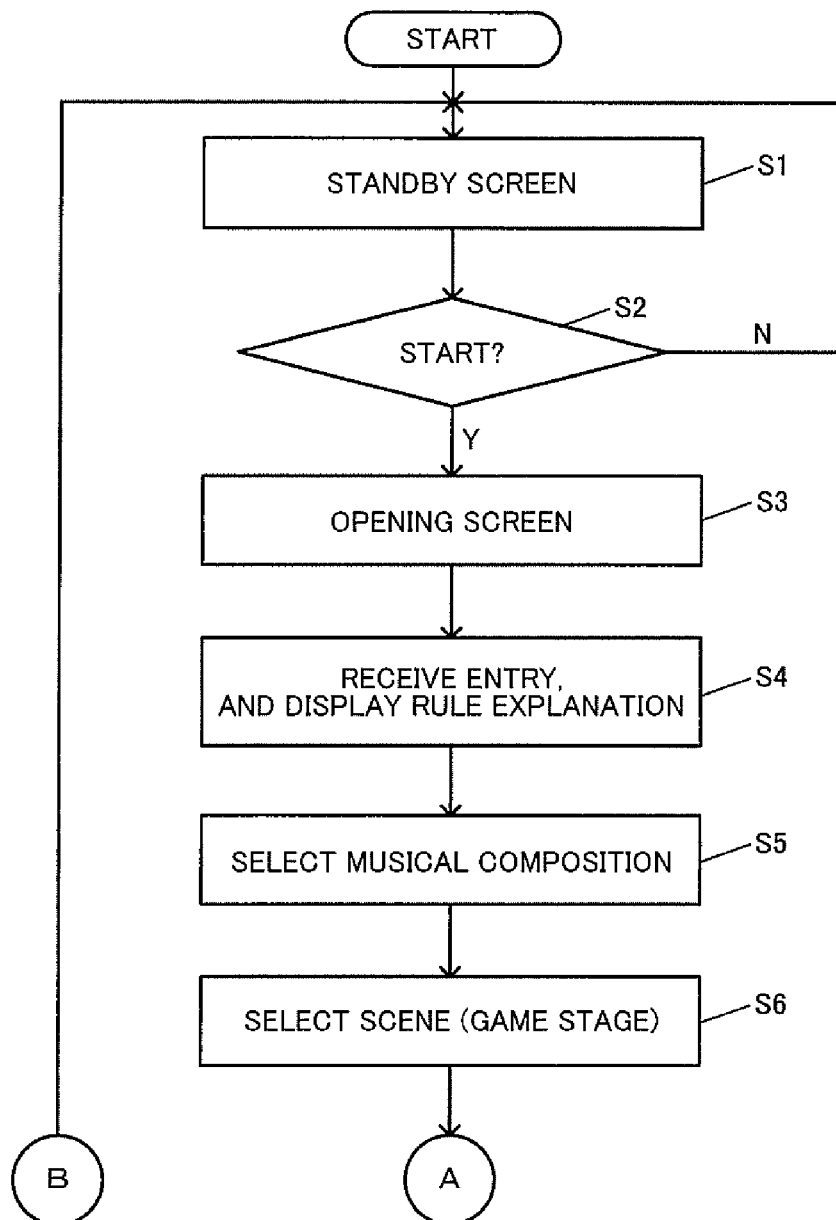 START
STANDBY SCREEN
S1
S2
START?
N
Y
OPENING SCREEN
S3
RECEIVE ENTRY,
AND DISPLAY RULE EXPLANATION
S4
SELECT MUSICAL COMPOSITION
S5
SELECT SCENE (GAME STAGE)
S6
B
A